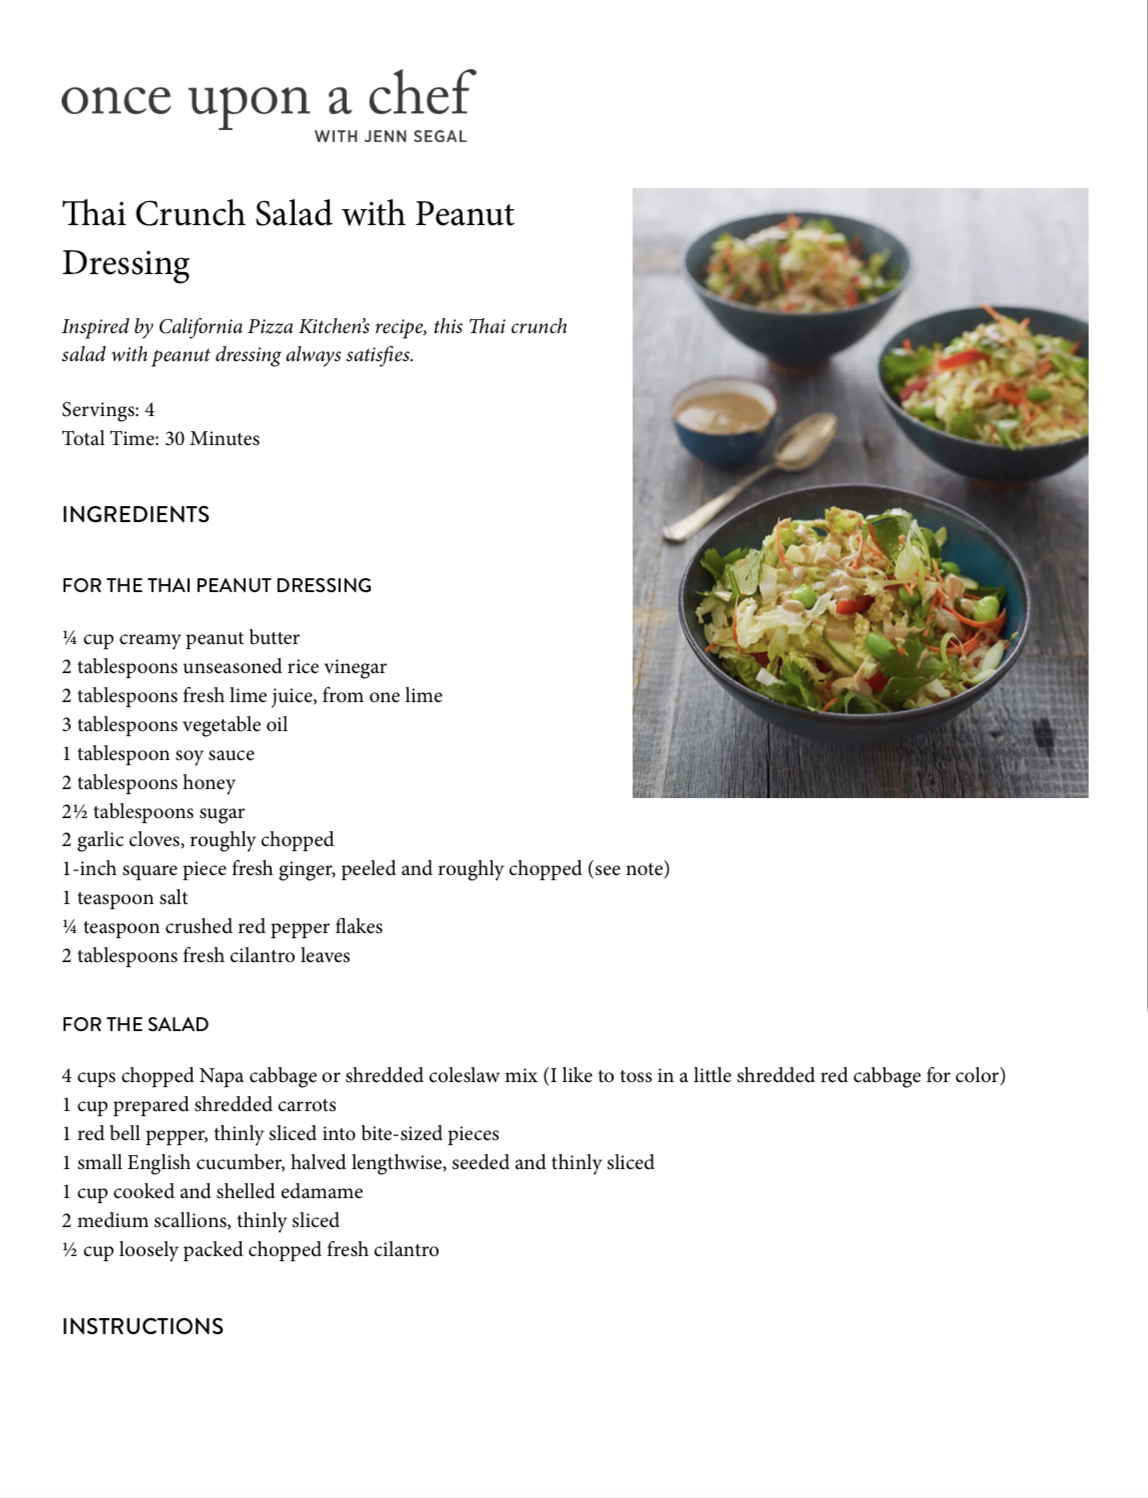 once upon a chef
WITH JENN SEGAL
Thai Crunch Salad with Peanut
Dressing
Inspired by California Pizza Kitchen's recipe, this Thai crunch
salad with peanut dressing always satisfies.
Servings: 4
Total Time: 30 Minutes
INGREDIENTS
FOR THE THAI PEANUT DRESSING
¼ cup creamy peanut butter
2 tablespoons unseasoned rice vinegar
2 tablespoons fresh lime juice, from one lime
3 tablespoons vegetable oil
1 tablespoon soy sauce
2 tablespoons honey
2½ tablespoons sugar
2 garlic cloves, roughly chopped
1-inch square piece fresh ginger, peeled and roughly chopped (see note)
1 teaspoon salt
¼ teaspoon crushed red pepper flakes
2 tablespoons fresh cilantro leaves
FOR THE SALAD
4 cups chopped Napa cabbage or shredded coleslaw mix (I like to toss in a little shredded red cabbage for color)
1 cup prepared shredded carrots
1 red bell pepper, thinly sliced into bite-sized pieces
1 small English cucumber, halved lengthwise, seeded and thinly sliced
1 cup cooked and shelled edamame
2 medium scallions, thinly sliced
½ cup loosely packed chopped fresh cilantro
INSTRUCTIONS